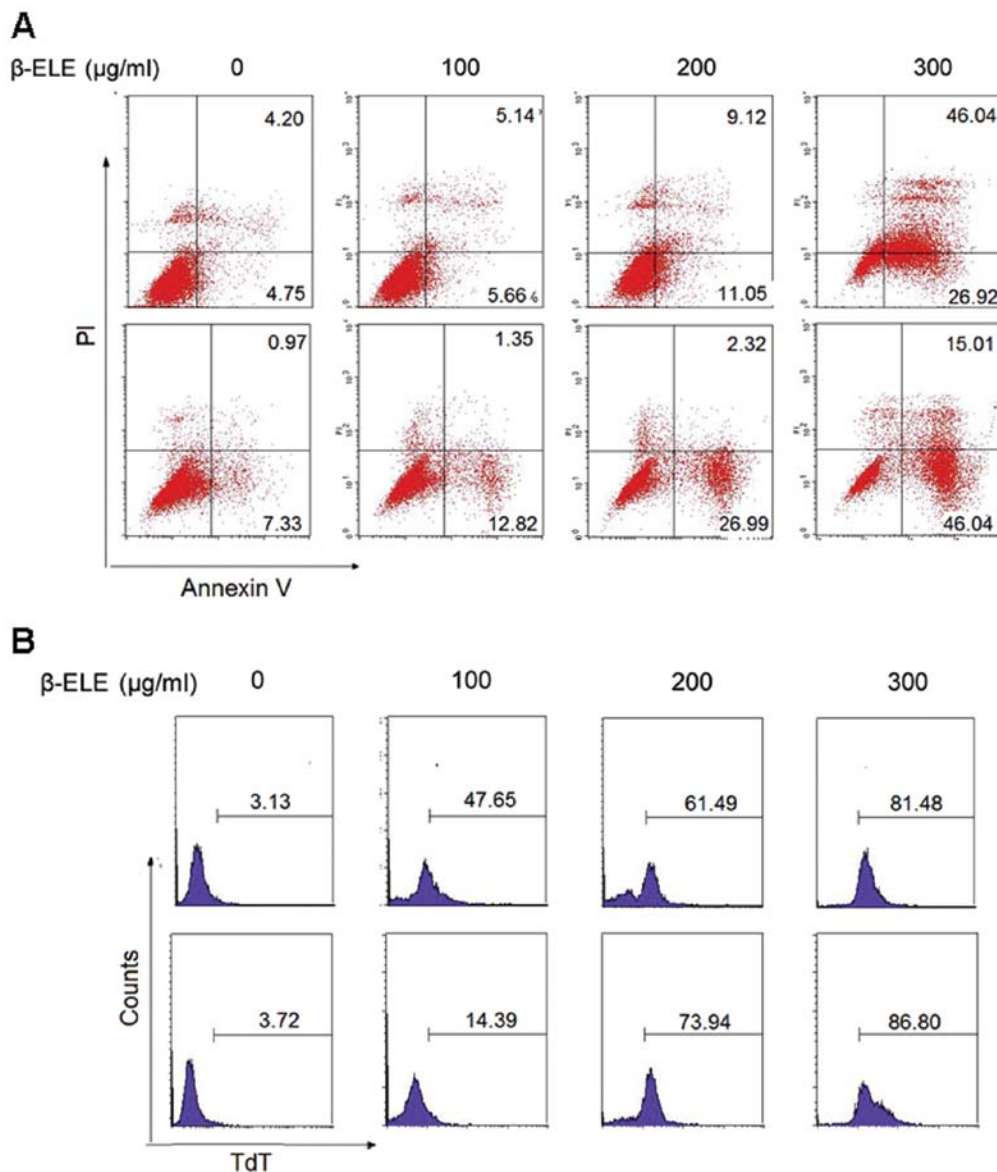 A
β-ELE (µg/ml) 0 100 200 300
4.20 5.14 9.12 46.04
4.75 5.66 11.05 26.92
0.97 1.35 2.32 15.01
7.33 12.82 26.99 46.04
PI
Annexin V
B
β-ELE (µg/ml) 0 100 200 300
3.13 47.65 61.49 81.48
3.72 14.39 73.94 86.80
Counts
TdT